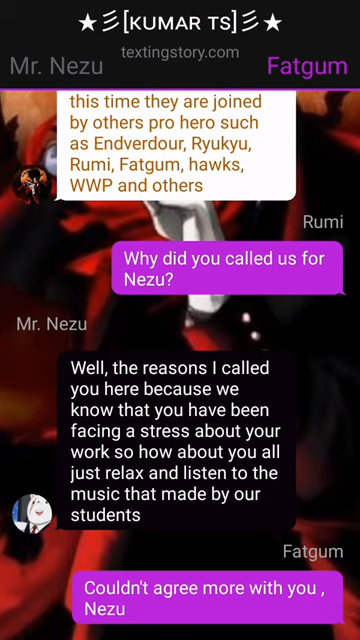 ★彡[ᴋᴜᴍᴀʀ ᴛs]彡★
textingstory.com
Mr. Nezu
Fatgum
this time they are joined
by others pro hero such
as Endverdour, Ryukyu,
Rumi, Fatgum, hawks,
WWP and others
Rumi
Why did you called us for
Nezu?
Mr. Nezu
Well, the reasons I called
you here because we
know that you have been
facing a stress about your
work so how about you all
just relax and listen to the
music that made by our
students
Fatgum
Couldn't agree more with you ,
Nezu